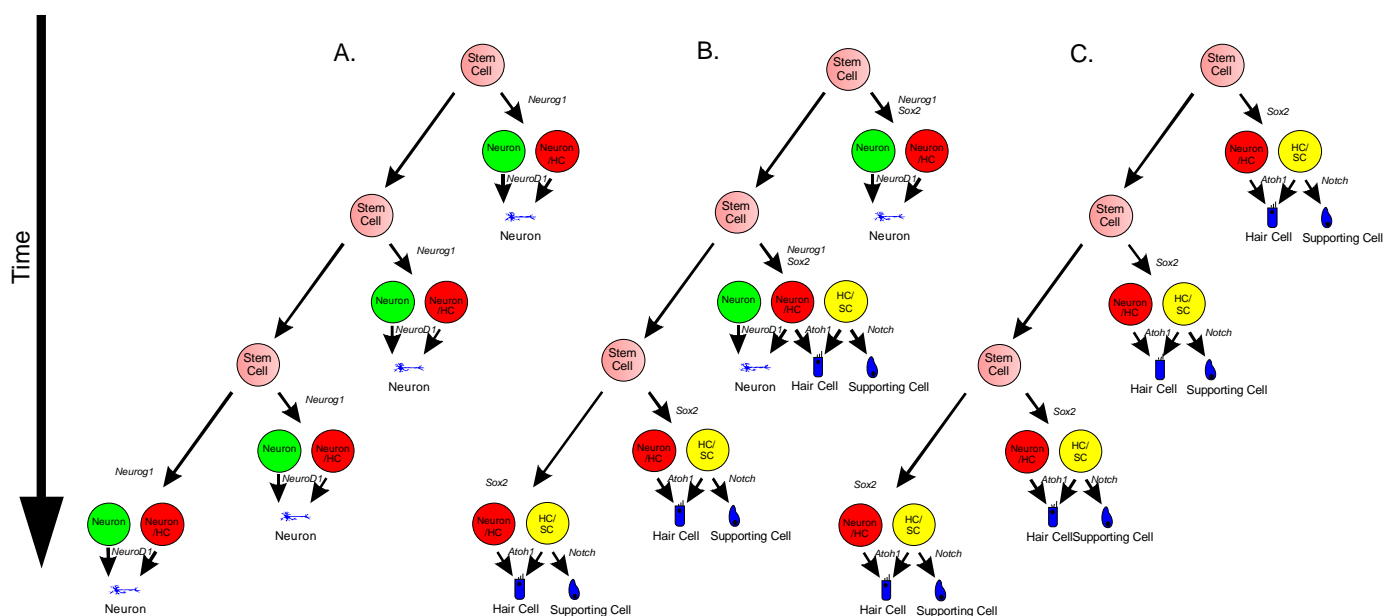 Time
A.
Stem
Cell
Neurog1
Neuron
Neuron
/HC
NeuroD1
Neuron
Stem
Cell
Neurog1
Neuron
Neuron
/HC
NeuroD1
Neuron
Stem
Cell
Neurog1
Neuron
Neuron
/HC
NeuroD1
Neuron
Neurog1
Neuron
Neuron
/HC
NeuroD1
Neuron
B.
Stem
Cell
Neurog1
Sox2
Neuron
Neuron
/HC
NeuroD1
Neuron
Stem
Cell
Neurog1
Sox2
Neuron
Neuron
/HC
HC/
SC
NeuroD1
Atoh1
Notch
Neuron
Hair Cell
Supporting Cell
Stem
Cell
Sox2
Neuron
/HC
HC/
SC
Atoh1
Notch
Hair Cell
Supporting Cell
Sox2
Neuron
/HC
HC/
SC
Atoh1
Notch
Hair Cell
Supporting Cell
C.
Stem
Cell
Sox2
Neuron
/HC
HC/
SC
Atoh1
Notch
Hair Cell
Supporting Cell
Stem
Cell
Sox2
Neuron
/HC
HC/
SC
Atoh1
Notch
Hair Cell
Supporting Cell
Stem
Cell
Sox2
Neuron
/HC
HC/
SC
Atoh1
Notch
Hair Cell
Supporting Cell
Sox2
Neuron
/HC
HC/
SC
Atoh1
Notch
Hair Cell
Supporting Cell